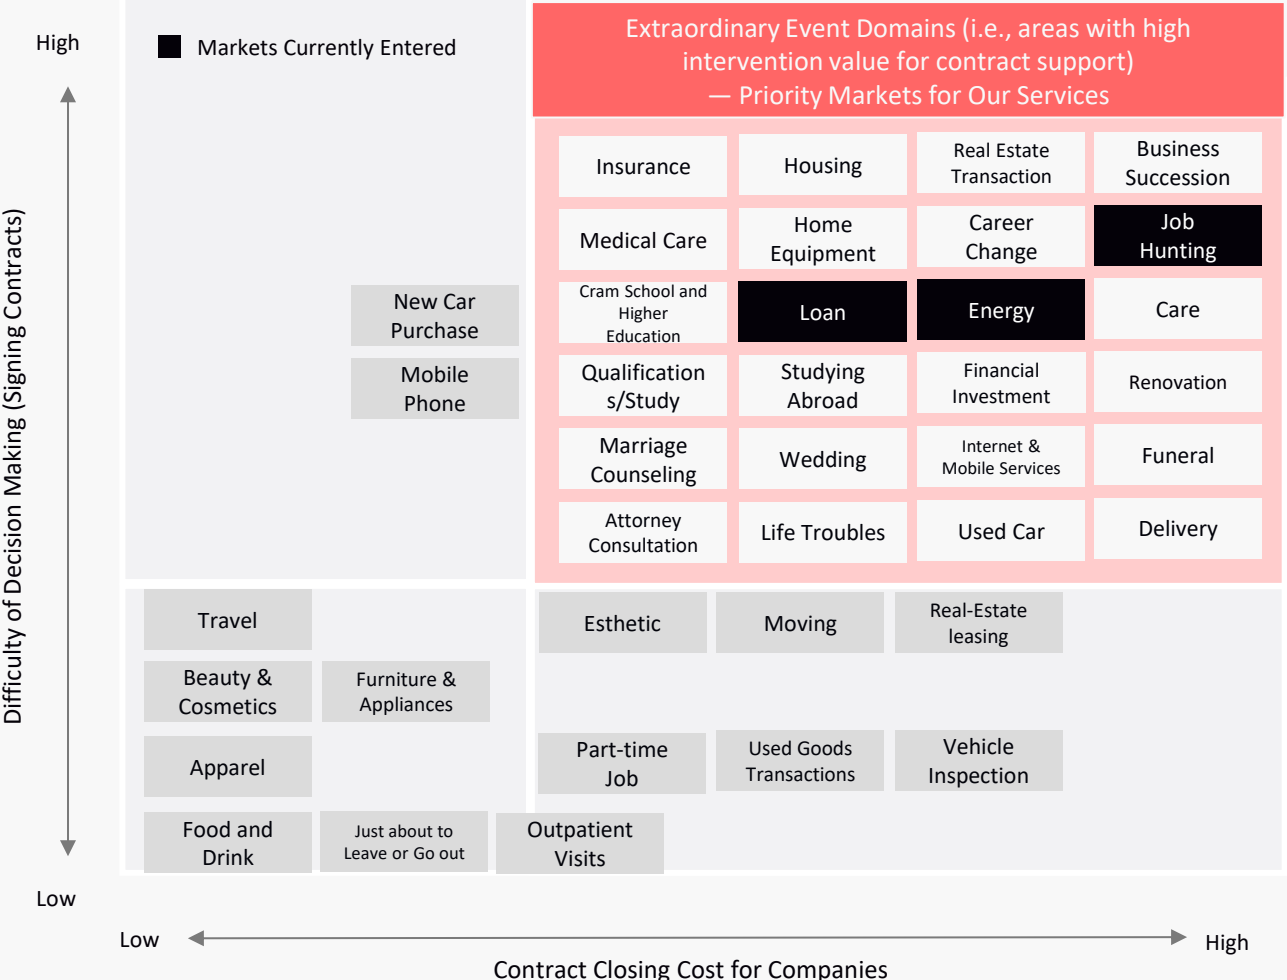 High
Markets Currently Entered
Extraordinary Event Domains (i.e., areas with high
intervention value for contract support)
— Priority Markets for Our Services
Insurance
Housing
Real Estate
Transaction
Business
Succession
Medical Care
Home
Equipment
Career
Change
Job
Hunting
New Car
Purchase
Cram School and
Higher
Education
Loan
Energy
Care
Mobile
Phone
Qualification
s/Study
Studying
Abroad
Financial
Investment
Renovation
Marriage
Counseling
Wedding
Internet &
Mobile Services
Funeral
Attorney
Consultation
Life Troubles
Used Car
Delivery
Difficulty of Decision Making (Signing Contracts)
Travel
Esthetic
Moving
Real-Estate
leasing
Beauty &
Cosmetics
Furniture &
Appliances
Apparel
Part-time
Job
Used Goods
Transactions
Vehicle
Inspection
Food and
Drink
Just about to
Leave or Go out
Outpatient
Visits
Low
Low
High
Contract Closing Cost for Companies